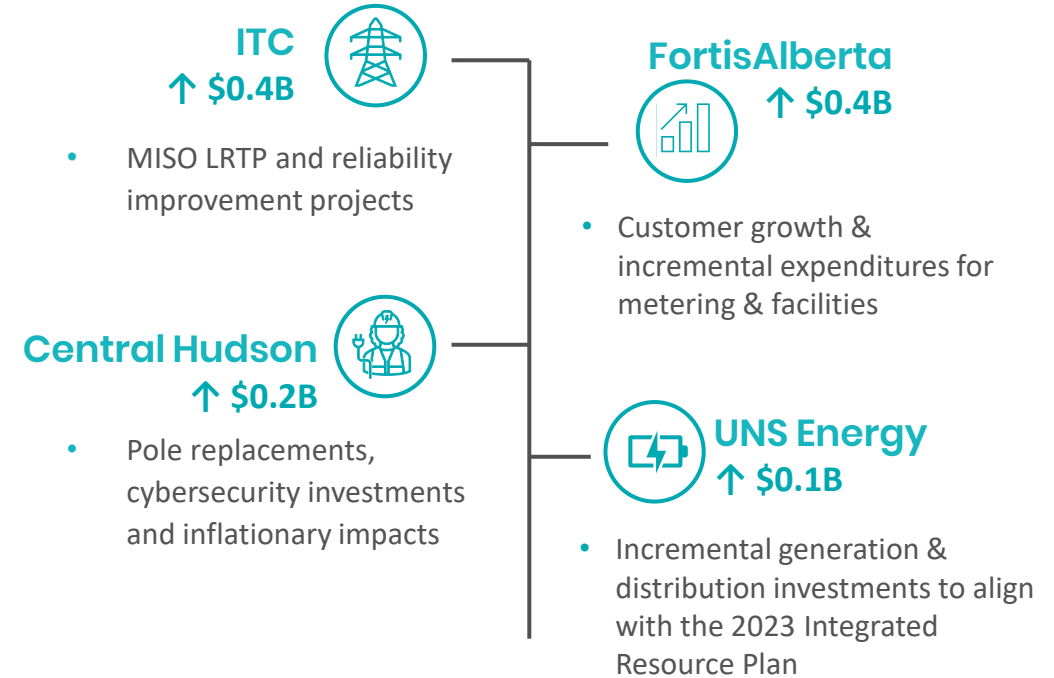 ITC
↑ $0.4B
• MISO LRTP and reliability
improvement projects
FortisAlberta
↑ $0.4B
• Customer growth &
incremental expenditures for
metering & facilities
Central Hudson
↑ $0.2B
• Pole replacements,
cybersecurity investments
and inflationary impacts
UNS Energy
↑ $0.1B
• Incremental generation &
distribution investments to align
with the 2023 Integrated
Resource Plan